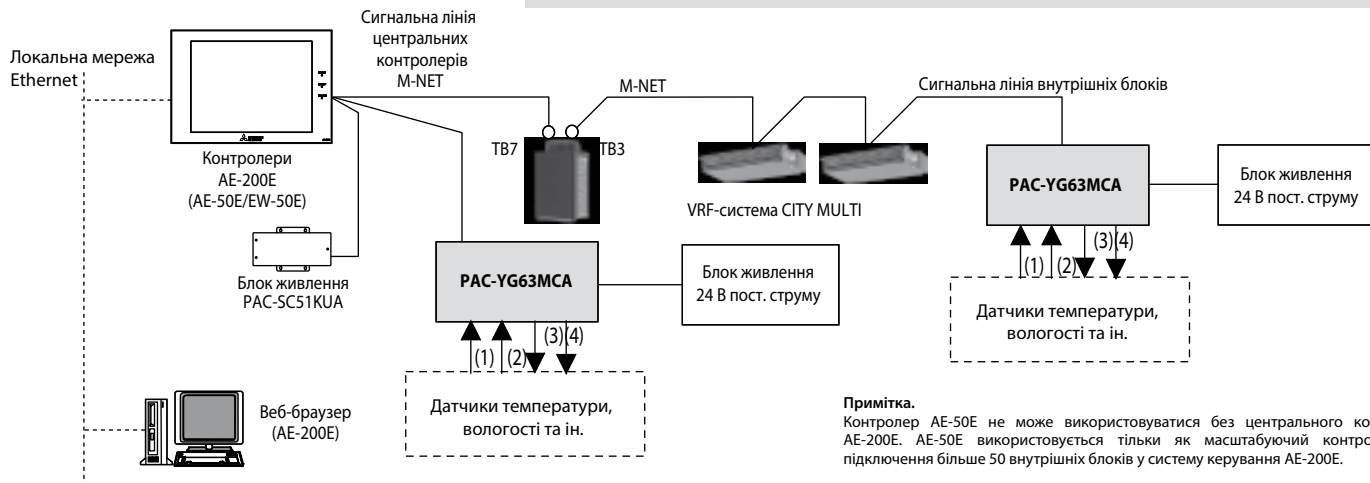 Локальна мережа
Ethernet
Сигнальна лінія
центральних
контролерів
M-NET
M-NET
Сигнальна лінія внутрішніх блоків
Контролери
AE-200E
(AE-50E/EW-50E)
TB7
TB3
VRF-система CITY MULTI
PAC-YG63MCA
Блок живлення
24 В пост. струму
(1)
(2)
(3)(4)
Датчики температури,
вологості та ін.
Блок живлення
PAC-SC51KUA
PAC-YG63MCA
Блок живлення
24 В пост. струму
(1)
(2)
(3)(4)
Датчики температури,
вологості та ін.
Веб-браузер
(AE-200E)
Примітка.
Контролер AE-50E не може використовуватися без центрального ко
AE-200E. AE-50E використовується тільки як масштабуючий контро
підключення більше 50 внутрішніх блоків у систему керування AE-200E.